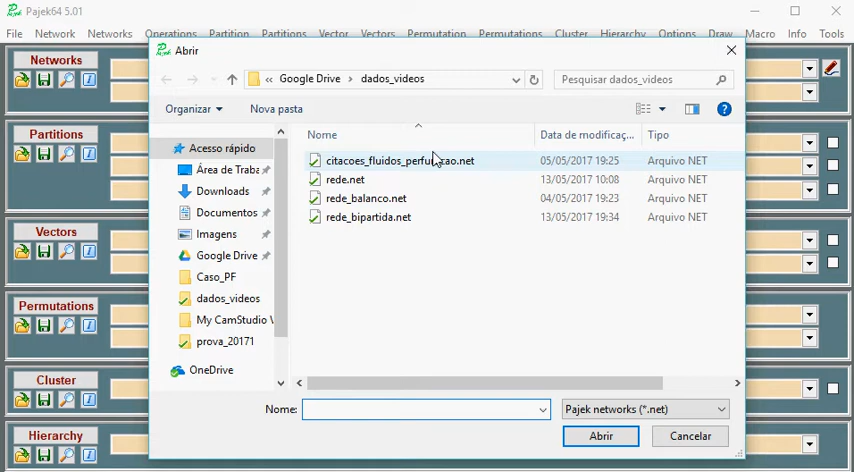 Pajek64 5.01
File Network Networks Operations Partition Partitions Vector Vectors Permutation Permutations Cluster Hierarchy Options Draw Macro Info Tools
Networks
Partitions
Vectors
Permutations
Cluster
Hierarchy
Abrir
« Google Drive > dados_videos
Pesquisar dados_videos
Organizar
Nova pasta
Acesso rápido
Área de Traba
Downloads
Documentos
Imagens
Google Drive
Caso_PF
dados_videos
My CamStudio V
prova_20171
OneDrive
Nome Data de modificaç... Tipo
citacoes_fluidos_perfuracao.net 05/05/2017 19:25 Arquivo NET
rede.net 13/05/2017 10:08 Arquivo NET
rede_balanco.net 04/05/2017 19:23 Arquivo NET
rede_bipartida.net 13/05/2017 19:34 Arquivo NET
Nome:
Pajek networks (*.net)
Abrir
Cancelar